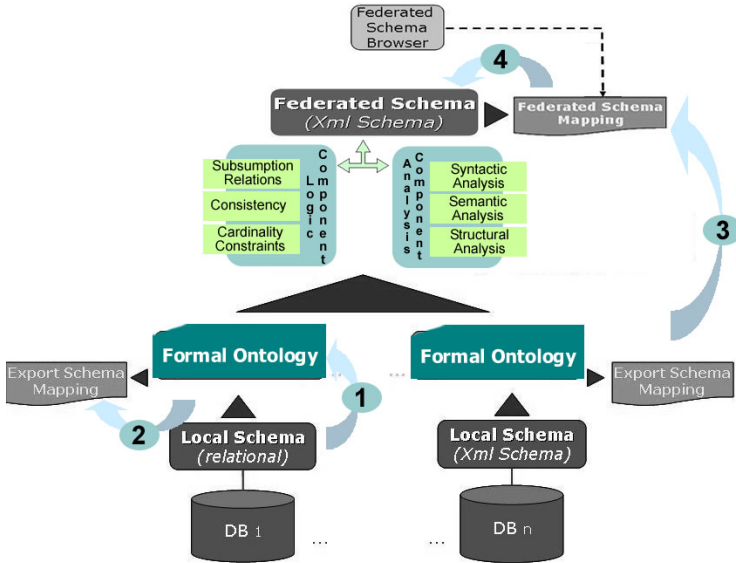 Federated
Schema
Browser
4
Federated Schema
(Xml Schema)
Federated Schema
Mapping
Subsumption
Relations
Consistency
Cardinality
Constraints
Logic
Component
Analysis
Component
Syntactic
Analysis
Semantic
Analysis
Structural
Analysis
3
Formal Ontology
Formal Ontology
Export Schema
Mapping
.. ...
Export Schema
Mapping
1
2
Local Schema
(relational)
Local Schema
(Xml Schema)
DB 1
DB n
... ...